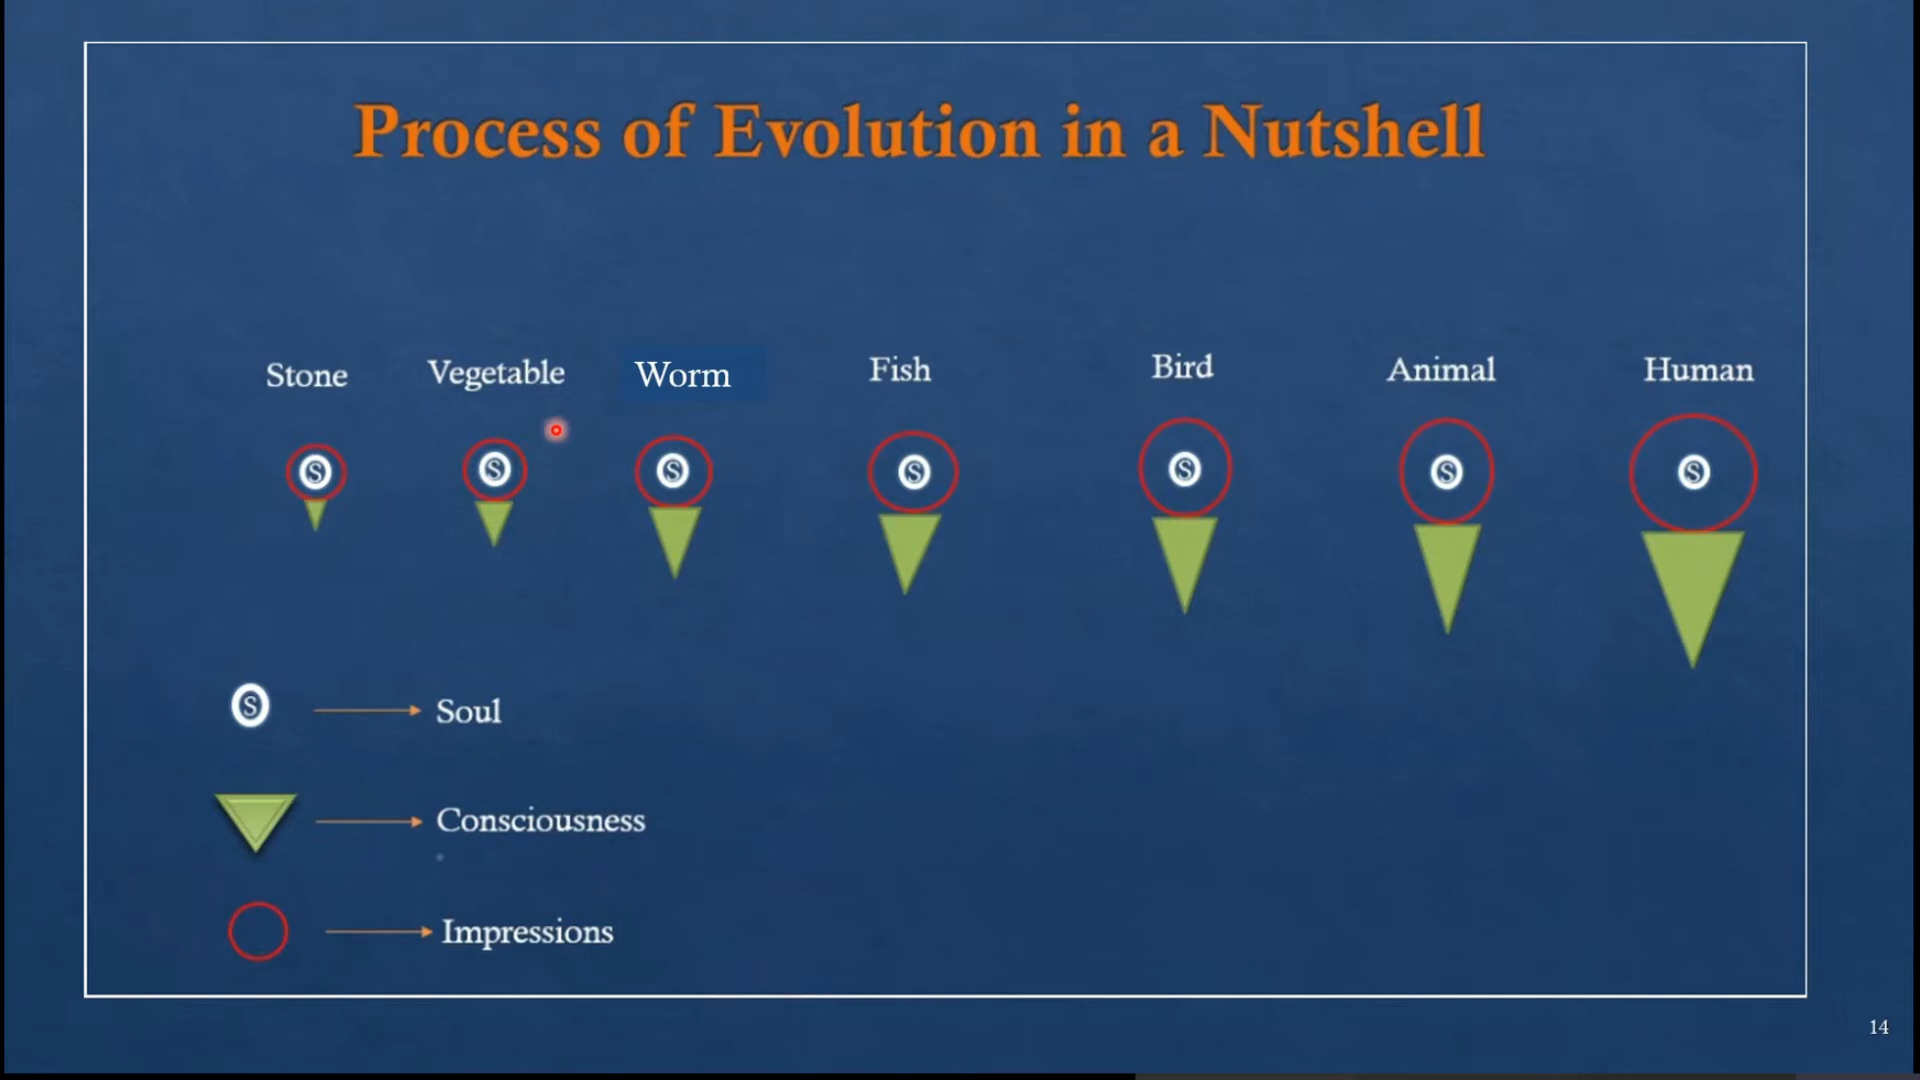 Process of Evolution in a Nutshell
Stone Vegetable Worm Fish Bird Animal Human
S S S S S S S
S Soul
Consciousness
Impressions
14